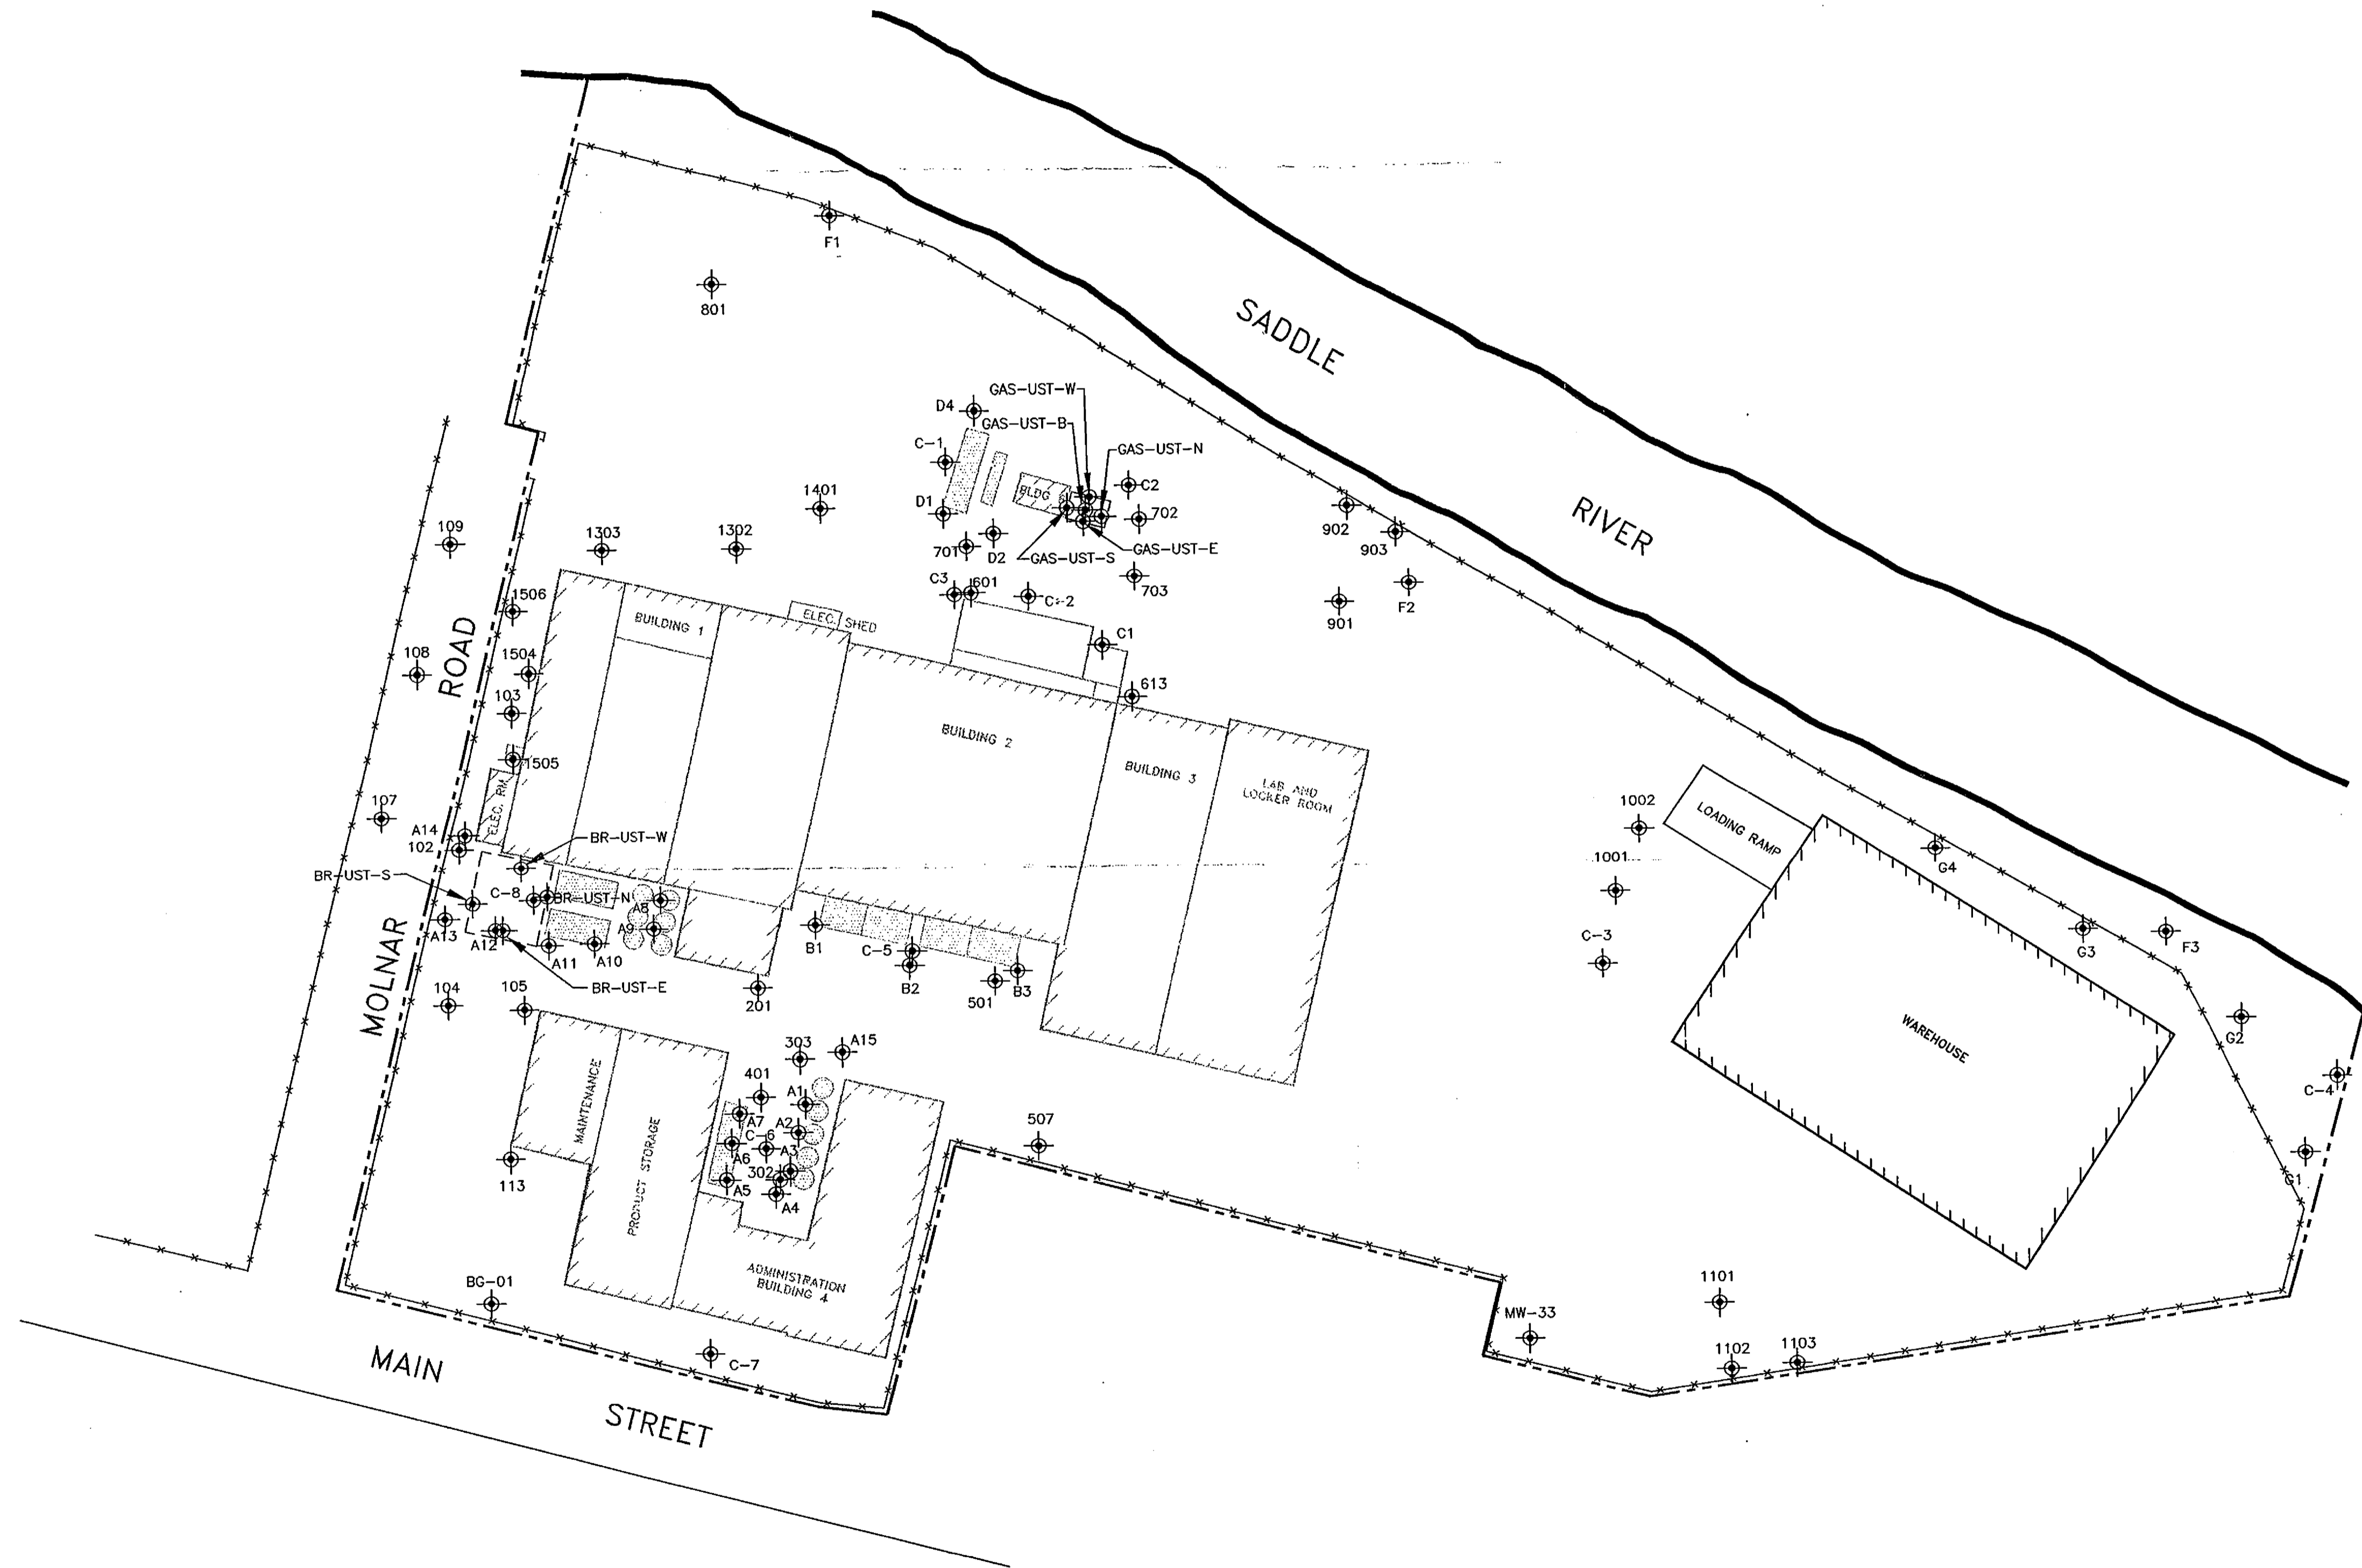 SADDLE
RIVER
F1
801
GAS-UST-W
D4
GAS-UST-B
C-1
GAS-UST-N
C2
BLDG 6
1401
D1
702
109
1303
1302
902
903
701
D2
GAS-UST-S
GAS-UST-E
C3
601
C-2
703
F2
901
1506
BUILDING 1
ELEC. SHED
C1
ROAD
108
1504
613
103
BUILDING 2
1505
BUILDING 3
LAB AND
LOCKER ROOM
107
ELEC. RM.
1002
LOADING RAMP
A14
102
BR-UST-W
1001
G4
BR-UST-S
C-8
BR-UST-N
A8
A9
A13
A12
A11
A10
B1
C-5
C-3
G3
F3
MOLNAR
BR-UST-E
B2
501
B3
104
105
201
G2
WAREHOUSE
303
A15
MAINTENANCE
401
A1
C-4
A7
A2
507
C-6
A3
A6
302
113
A5
A4
G1
PRODUCT STORAGE
BG-01
ADMINISTRATION
BUILDING 4
1101
MW-33
C-7
1102
1103
MAIN
STREET